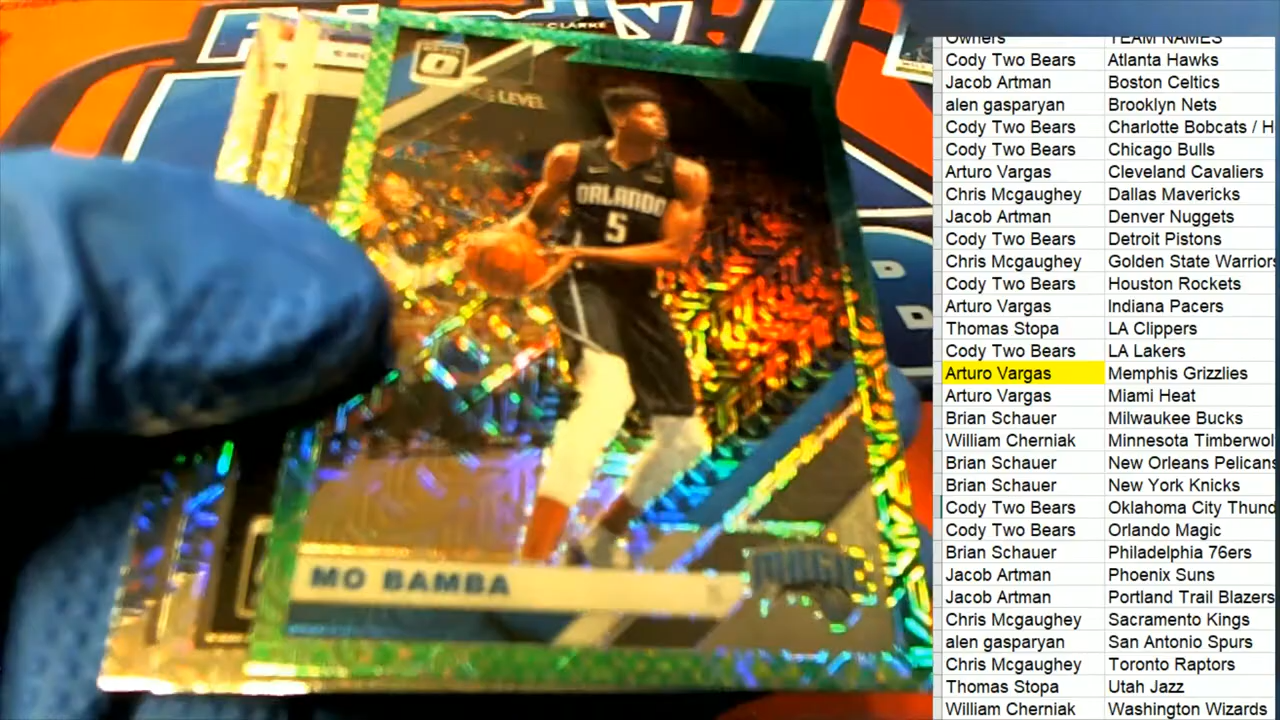 CLARKE
OPTIC
LEVEL
ORLANDO
5
MO BAMBA
MAGIC
Owners TEAM NAMES
Cody Two Bears Atlanta Hawks
Jacob Artman Boston Celtics
alen gasparyan Brooklyn Nets
Cody Two Bears Charlotte Bobcats / H
Cody Two Bears Chicago Bulls
Arturo Vargas Cleveland Cavaliers
Chris Mcgaughey Dallas Mavericks
Jacob Artman Denver Nuggets
Cody Two Bears Detroit Pistons
Chris Mcgaughey Golden State Warriors
Cody Two Bears Houston Rockets
Arturo Vargas Indiana Pacers
Thomas Stopa LA Clippers
Cody Two Bears LA Lakers
Arturo Vargas Memphis Grizzlies
Arturo Vargas Miami Heat
Brian Schauer Milwaukee Bucks
William Cherniak Minnesota Timberwol
Brian Schauer New Orleans Pelicans
Brian Schauer New York Knicks
Cody Two Bears Oklahoma City Thund
Cody Two Bears Orlando Magic
Brian Schauer Philadelphia 76ers
Jacob Artman Phoenix Suns
Jacob Artman Portland Trail Blazers
Chris Mcgaughey Sacramento Kings
alen gasparyan San Antonio Spurs
Chris Mcgaughey Toronto Raptors
Thomas Stopa Utah Jazz
William Cherniak Washington Wizards